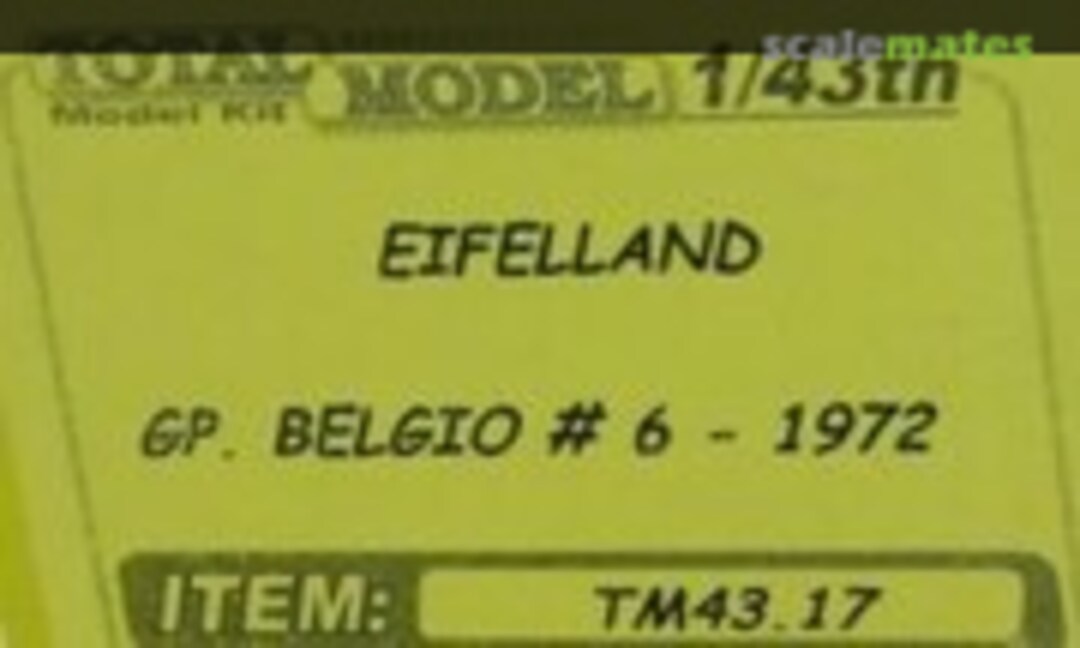 scalemates
TOTAL MODEL 1/43th
Model Kit
EIFELLAND
GP. BELGIO # 6 - 1972
ITEM: TM43.17